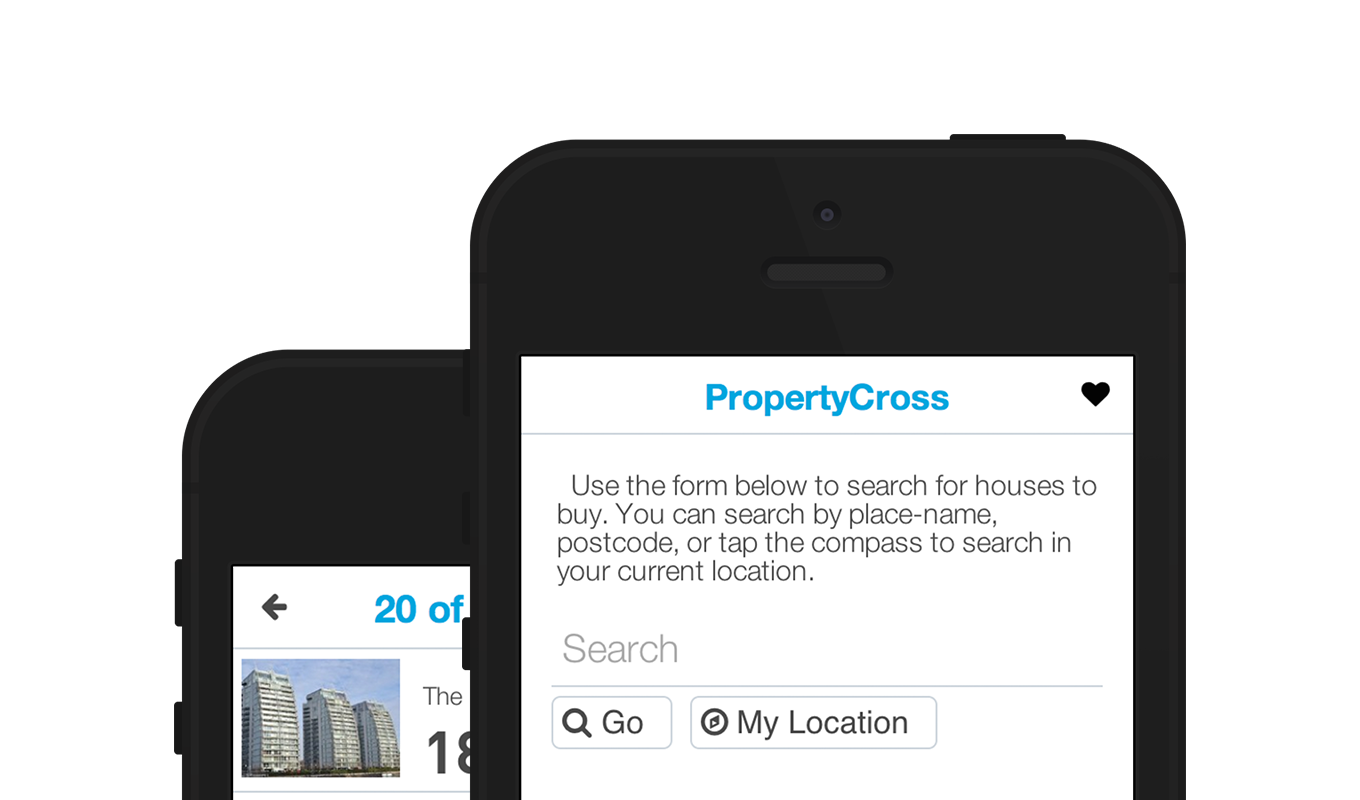 PropertyCross
Use the form below to search for houses to
buy. You can search by place-name,
postcode, or tap the compass to search in
your current location.
Search
Go
My Location
20 of
The
18